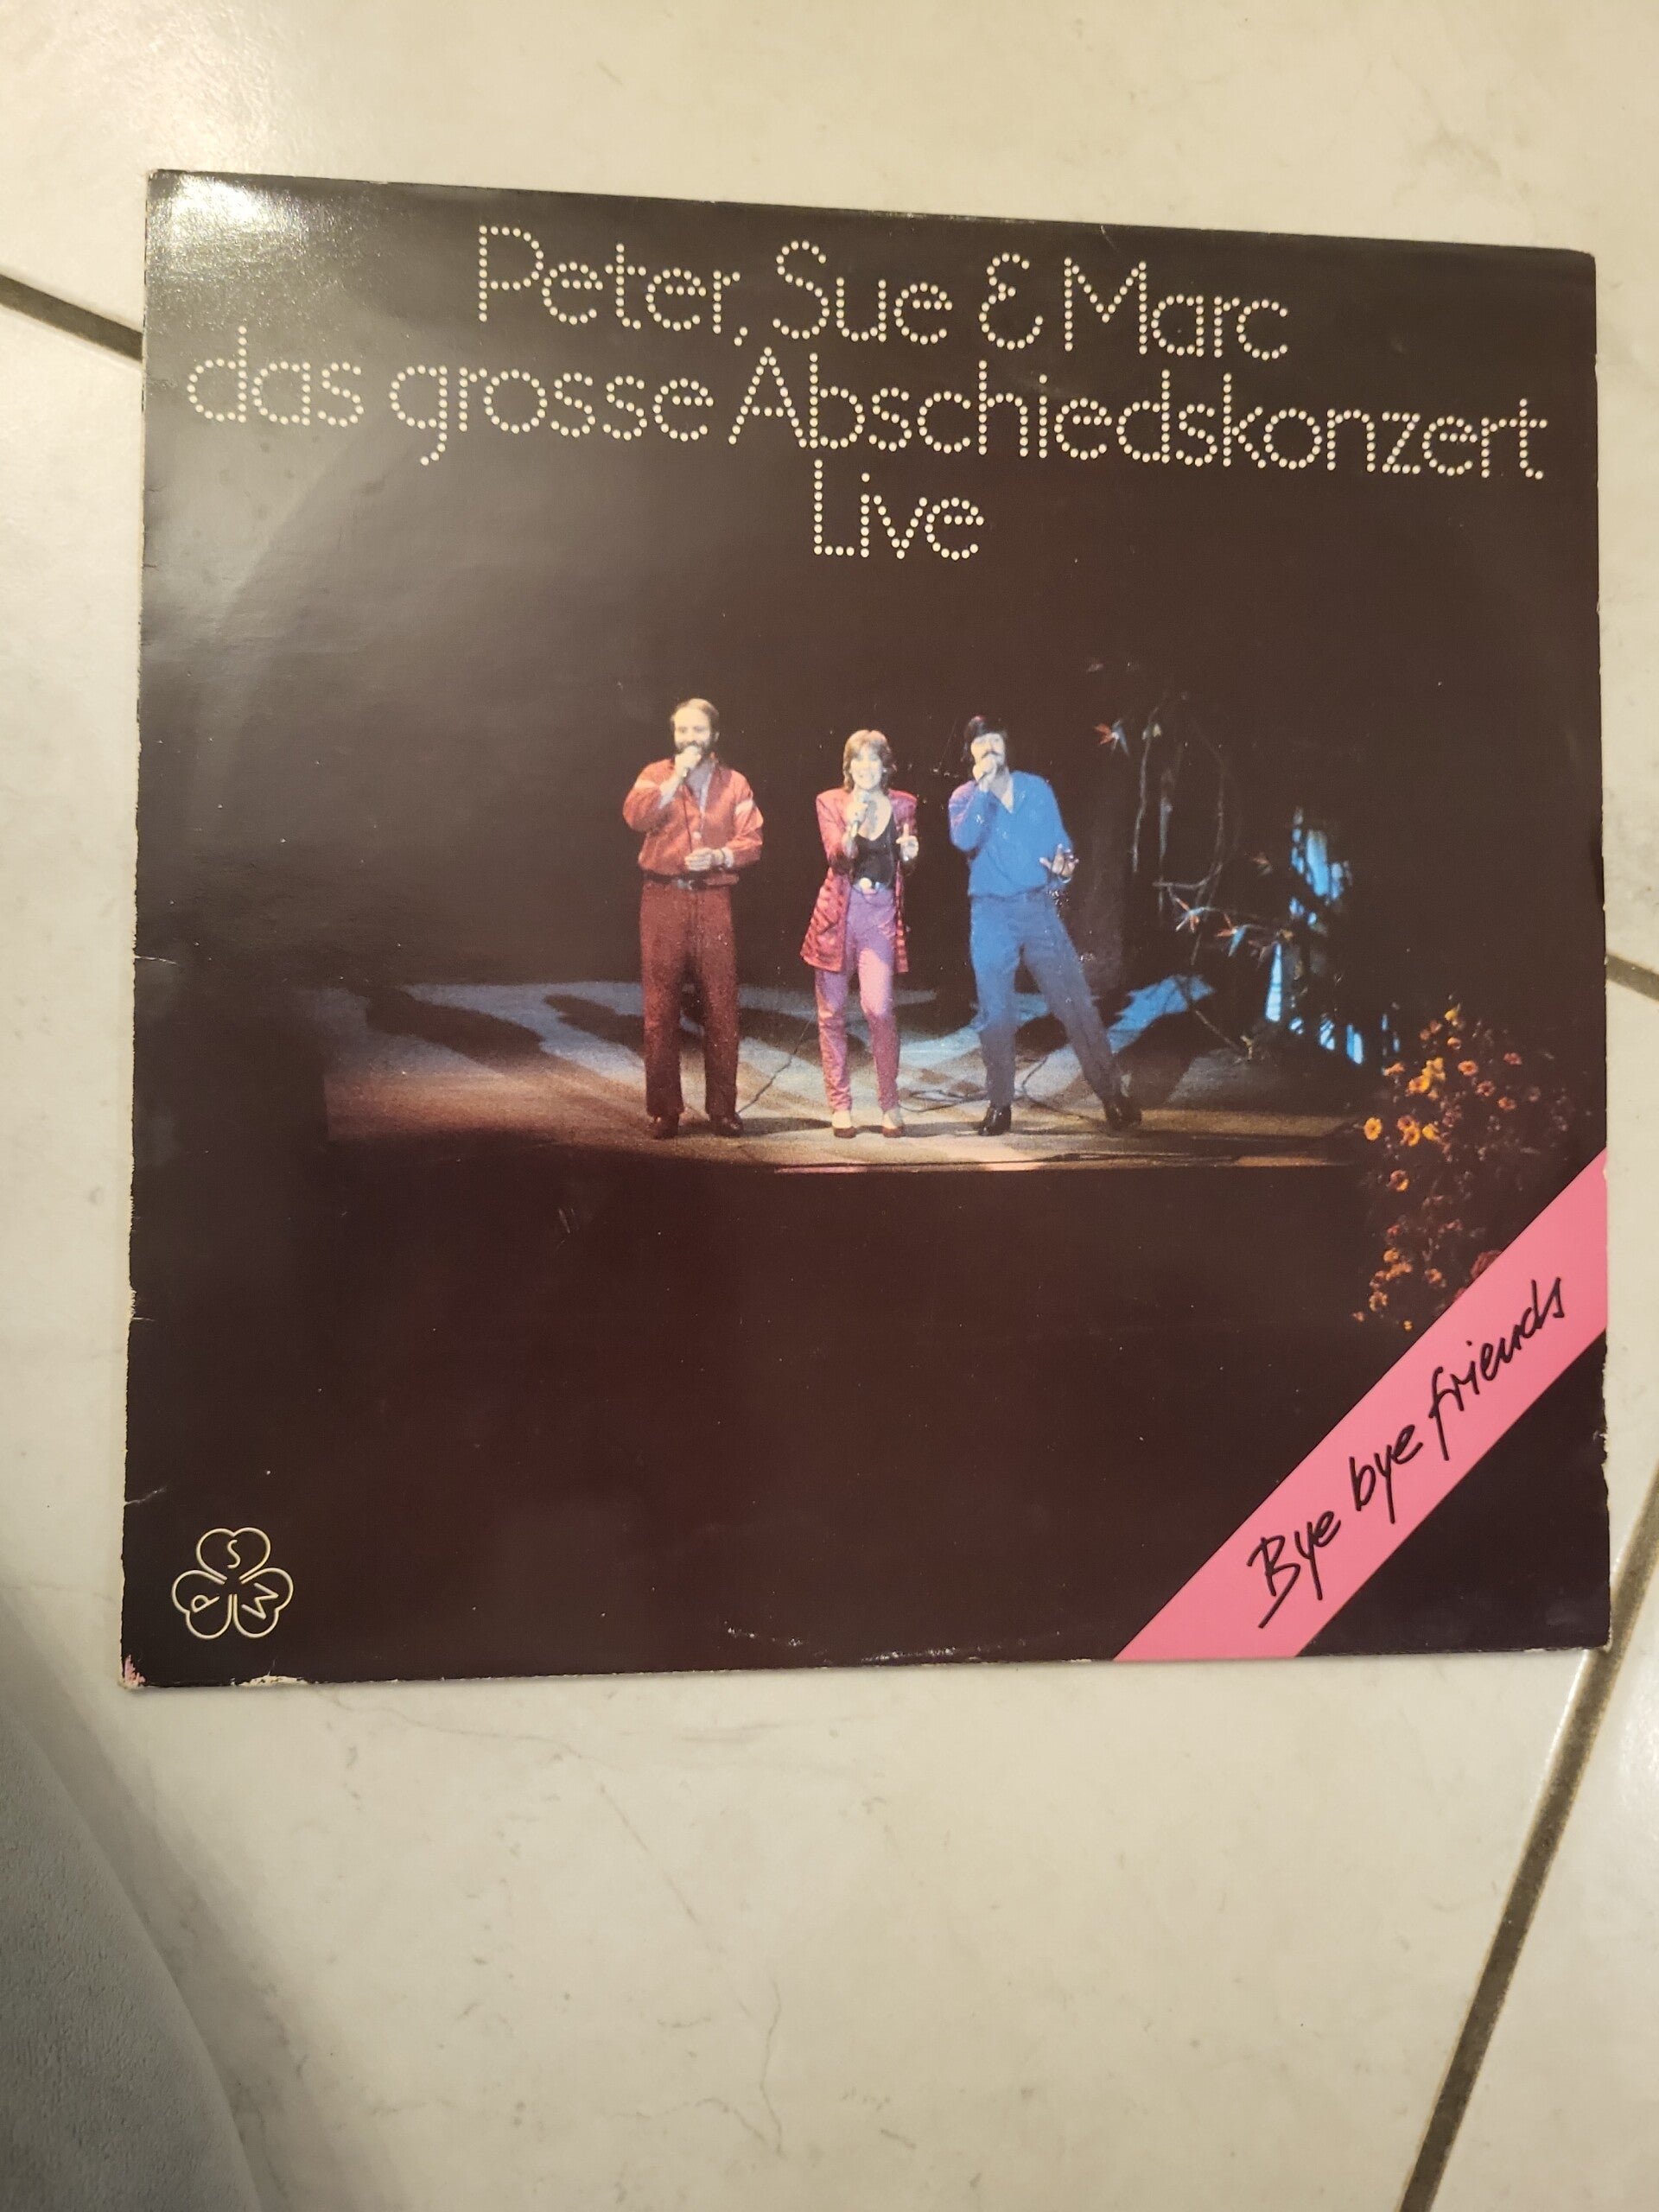 Peter, Sue & Marc
das grosse Abschiedskonzert
Live
Bye bye friends
S
P M